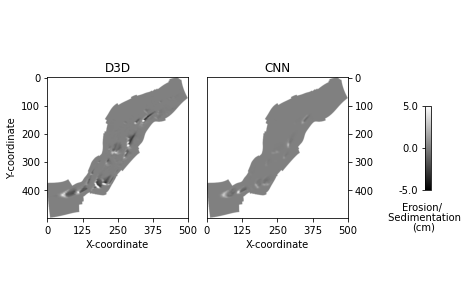 D3D
CNN
0
100
200
300
400
Y-coordinate
0
125
250
375
500
X-coordinate
0
125
250
375
500
X-coordinate
0
100
200
300
400
5.0
0.0
-5.0
Erosion/
Sedimentation
(cm)